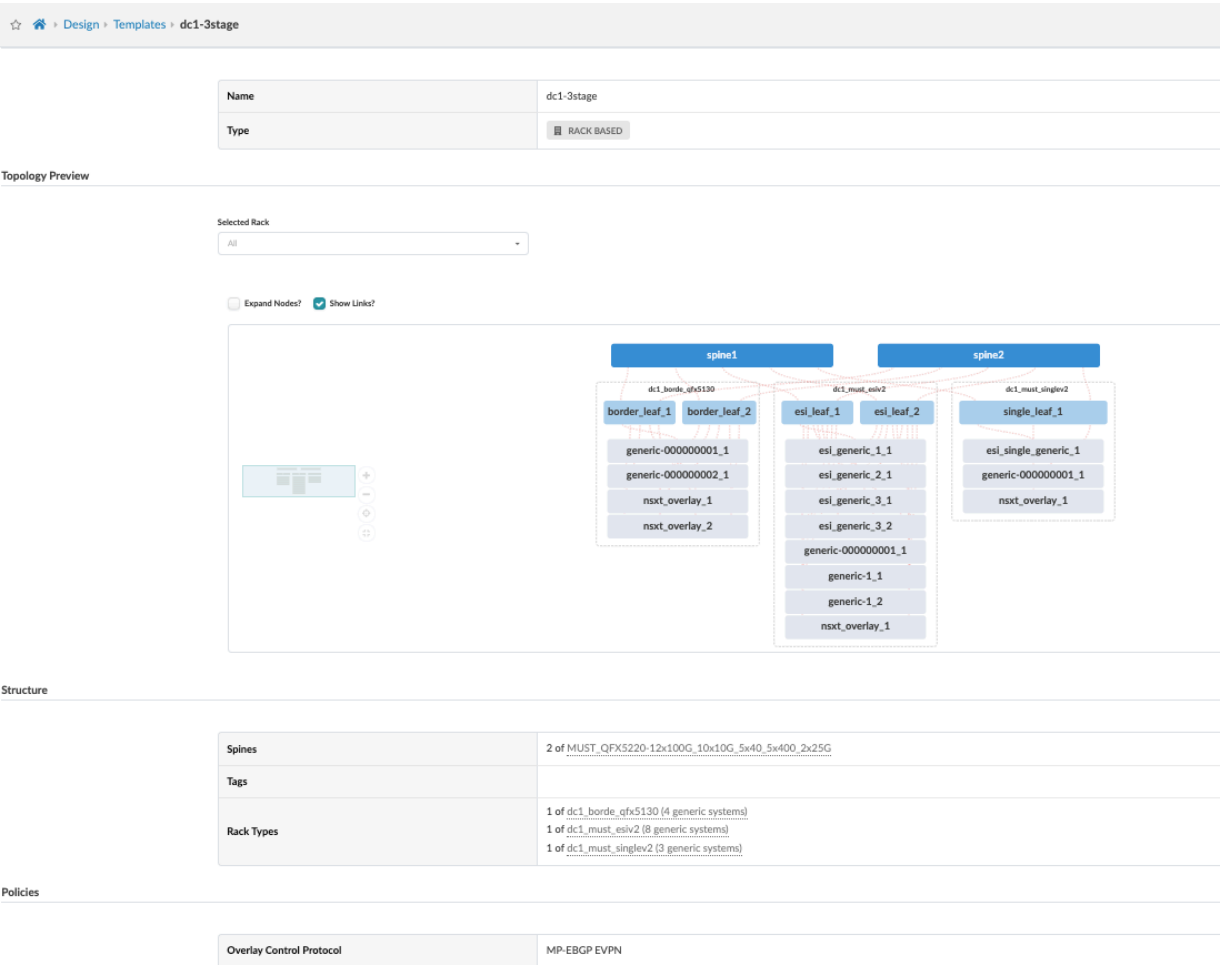 Design Templates dc1-3stage
Name dc1-3stage
Type RACK BASED
Topology Preview
Selected Rack
All
Expand Nodes? Show Links?
spine1 spine2
dc1_borde_qfx5130 dc1_must_esiv2 dc1_must_singlev2
border_leaf_1 border_leaf_2 esi_leaf_1 esi_leaf_2 single_leaf_1
generic-000000001_1 esi_generic_1_1 esi_single_generic_1
generic-000000002_1 esi_generic_2_1 generic-000000001_1
nsxt_overlay_1 esi_generic_3_1 nsxt_overlay_1
nsxt_overlay_2 esi_generic_3_2
generic-000000001_1
generic-1_1
generic-1_2
nsxt_overlay_1
Structure
Spines 2 of MUST_QFX5220-12x100G_10x10G_5x40_5x400_2x25G
Tags
Rack Types
1 of dc1_borde_qfx5130 (4 generic systems)
1 of dc1_must_esiv2 (8 generic systems)
1 of dc1_must_singlev2 (3 generic systems)
Policies
Overlay Control Protocol MP-EBGP EVPN